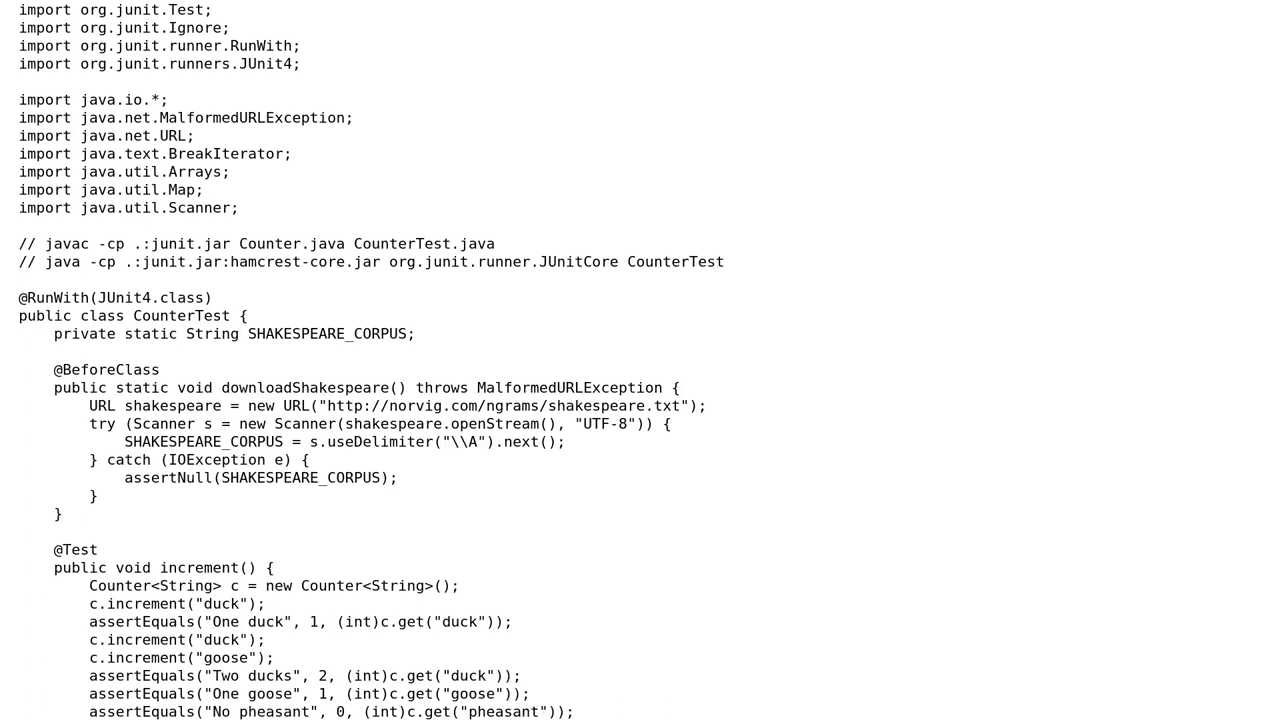 import org.junit.Test;
import org.junit.Ignore;
import org.junit.runner.RunWith;
import org.junit.runners.JUnit4;

import java.io.*;
import java.net.MalformedURLException;
import java.net.URL;
import java.text.BreakIterator;
import java.util.Arrays;
import java.util.Map;
import java.util.Scanner;

// javac -cp .:junit.jar Counter.java CounterTest.java
// java -cp .:junit.jar:hamcrest-core.jar org.junit.runner.JUnitCore CounterTest

@RunWith(JUnit4.class)
public class CounterTest {
    private static String SHAKESPEARE_CORPUS;

    @BeforeClass
    public static void downloadShakespeare() throws MalformedURLException {
        URL shakespeare = new URL("http://norvig.com/ngrams/shakespeare.txt");
        try (Scanner s = new Scanner(shakespeare.openStream(), "UTF-8")) {
            SHAKESPEARE_CORPUS = s.useDelimiter("\\A").next();
        } catch (IOException e) {
            assertNull(SHAKESPEARE_CORPUS);
        }
    }

    @Test
    public void increment() {
        Counter<String> c = new Counter<String>();
        c.increment("duck");
        assertEquals("One duck", 1, (int)c.get("duck"));
        c.increment("duck");
        c.increment("goose");
        assertEquals("Two ducks", 2, (int)c.get("duck"));
        assertEquals("One goose", 1, (int)c.get("goose"));
        assertEquals("No pheasant", 0, (int)c.get("pheasant"));